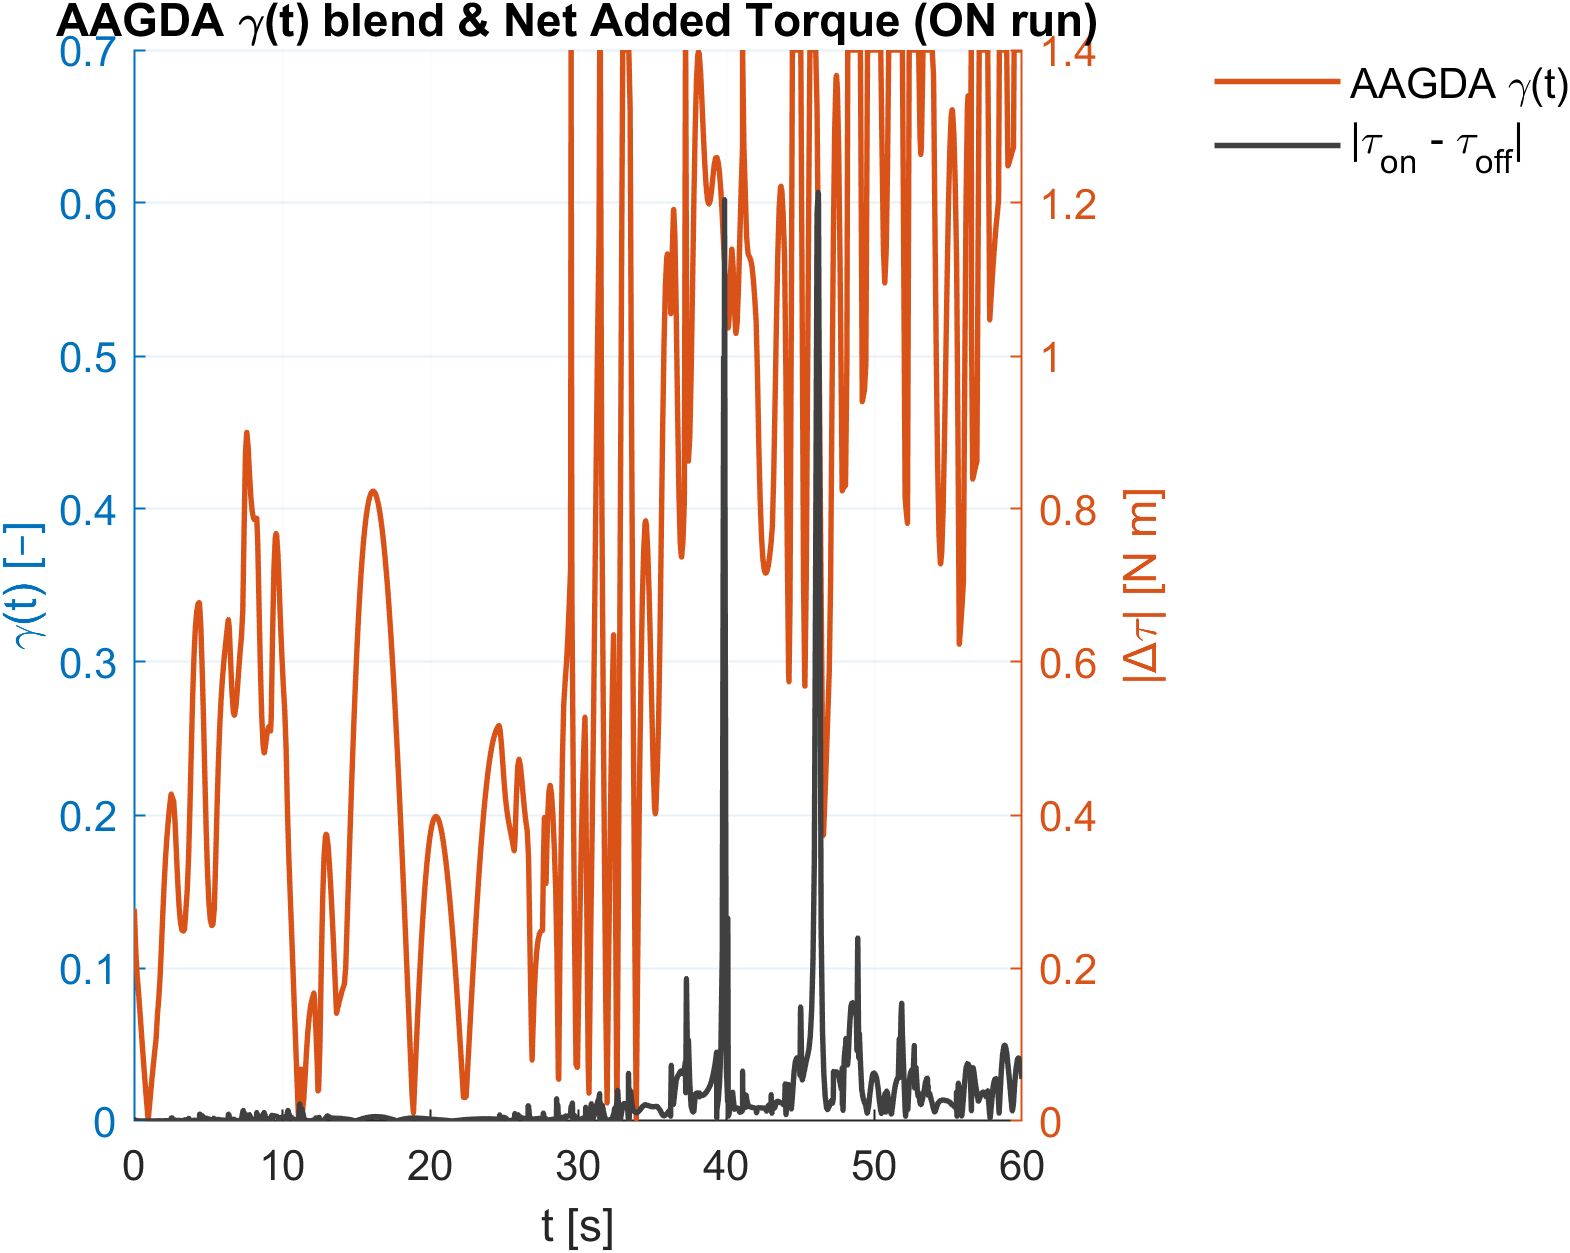 AAGDA γ(t) blend & Net Added Torque (ON run)
AAGDA γ(t)
|τon - τoff|
γ(t) [−]
0.7
0.6
0.5
0.4
0.3
0.2
0.1
0
|Δτ| [N m]
1.4
1.2
1
0.8
0.6
0.4
0.2
0
0 10 20 30 40 50 60
t [s]